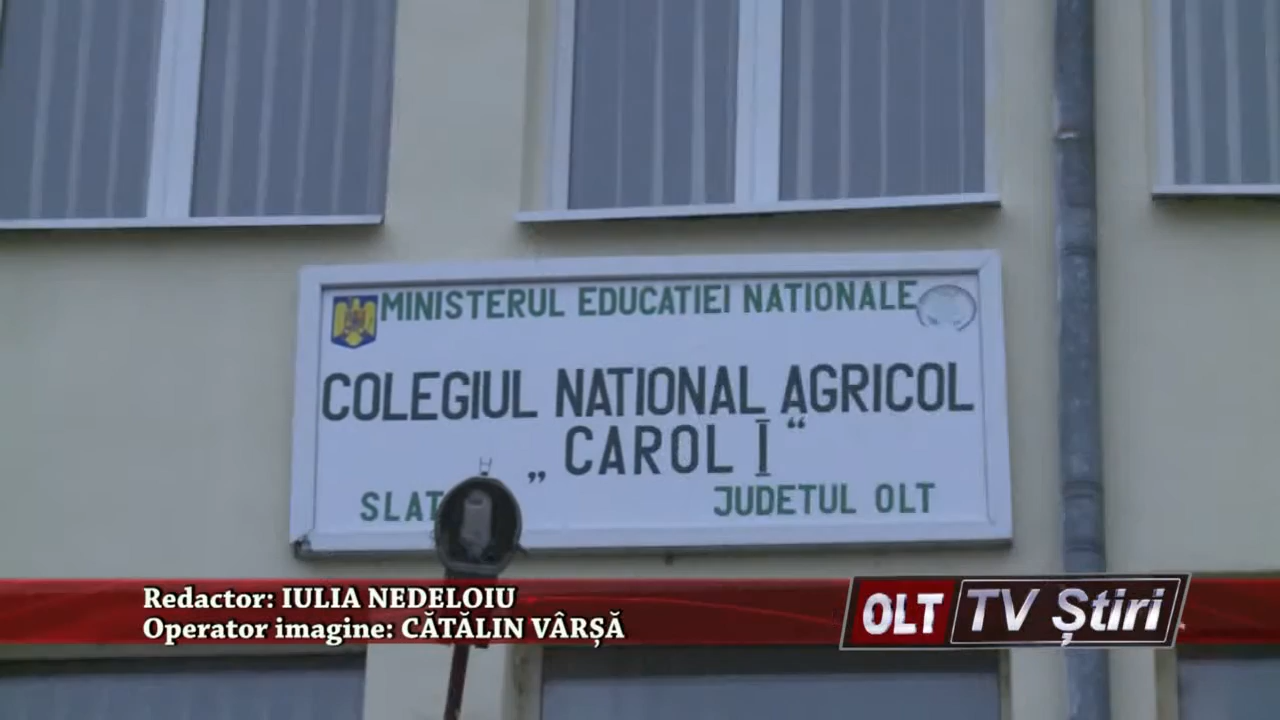 MINISTERUL EDUCATIEI NATIONALE
COLEGIUL NATIONAL AGRICOL
„CAROL I“
JUDETUL OLT
Redactor: IULIA NEDELOIU
Operator imagine: CĂTĂLIN VÂRȘĂ
OLT TV Știri